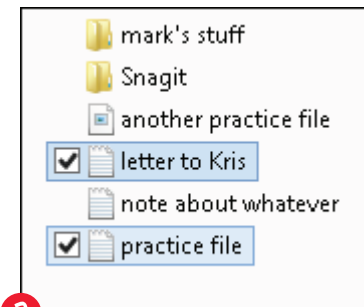 mark's stuff
Snagit
another practice file
letter to Kris
note about whatever
practice file